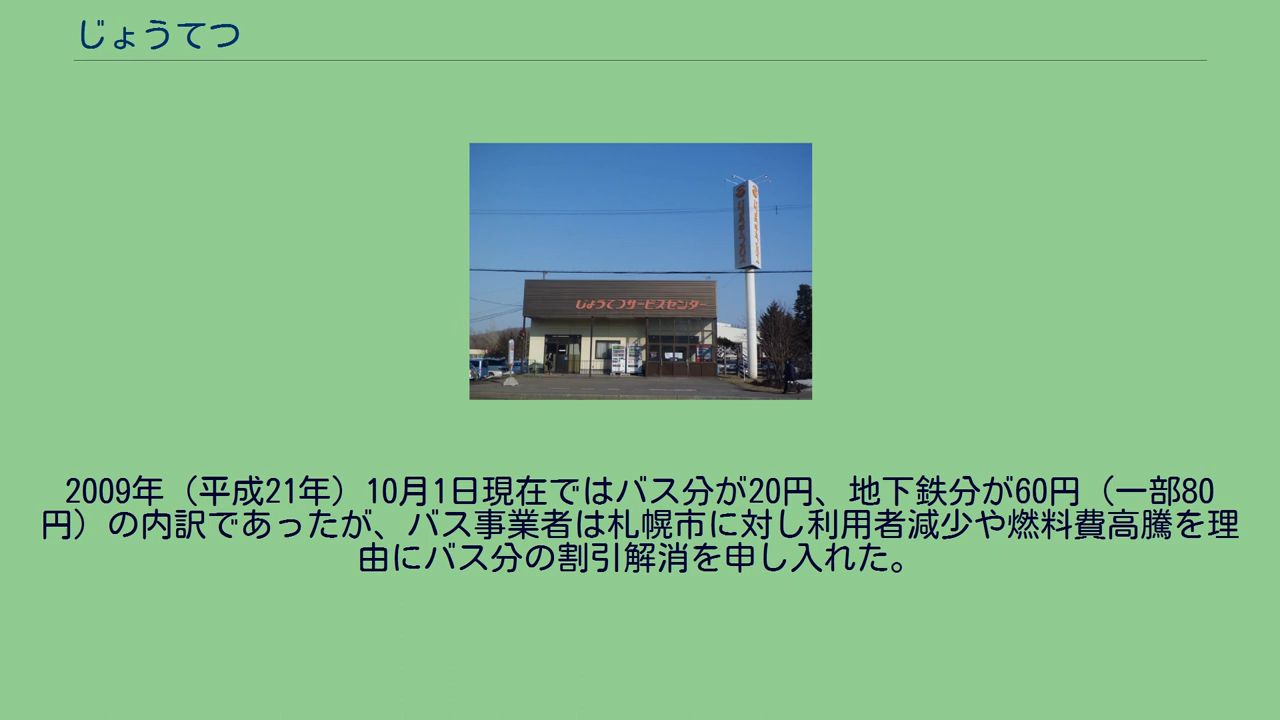 じょうてつ
じょうてつサービスセンター
2009年（平成21年）10月1日現在ではバス分が20円、地下鉄分が60円（一部80
円）の内訳であったが、バス事業者は札幌市に対し利用者減少や燃料費高騰を理
由にバス分の割引解消を申し入れた。